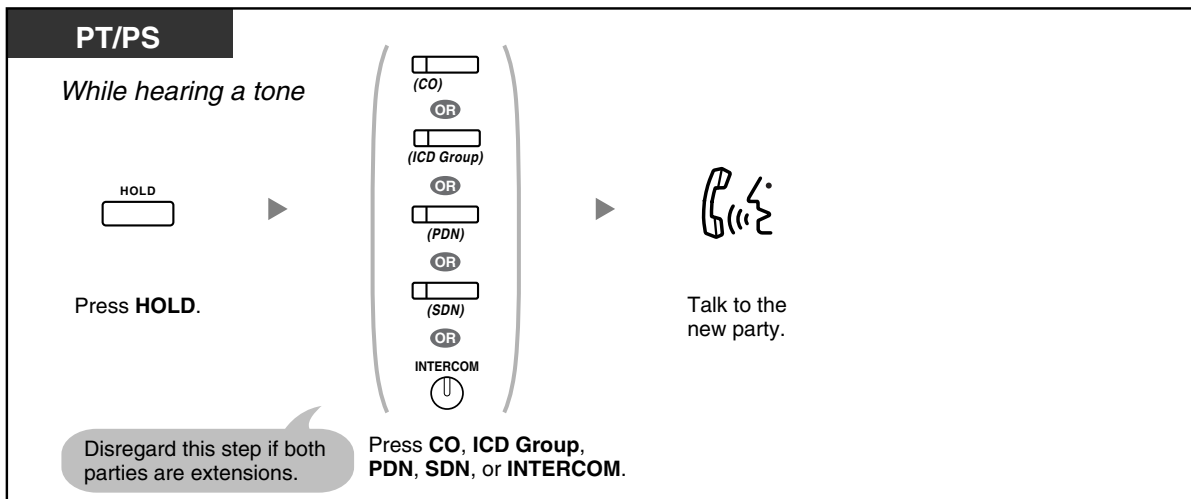 PT/PS
While hearing a tone
HOLD
Press HOLD.
(CO)
OR
(ICD Group)
OR
(PDN)
OR
(SDN)
OR
INTERCOM
Disregard this step if both
parties are extensions.
Press CO, ICD Group,
PDN, SDN, or INTERCOM.
Talk to the
new party.